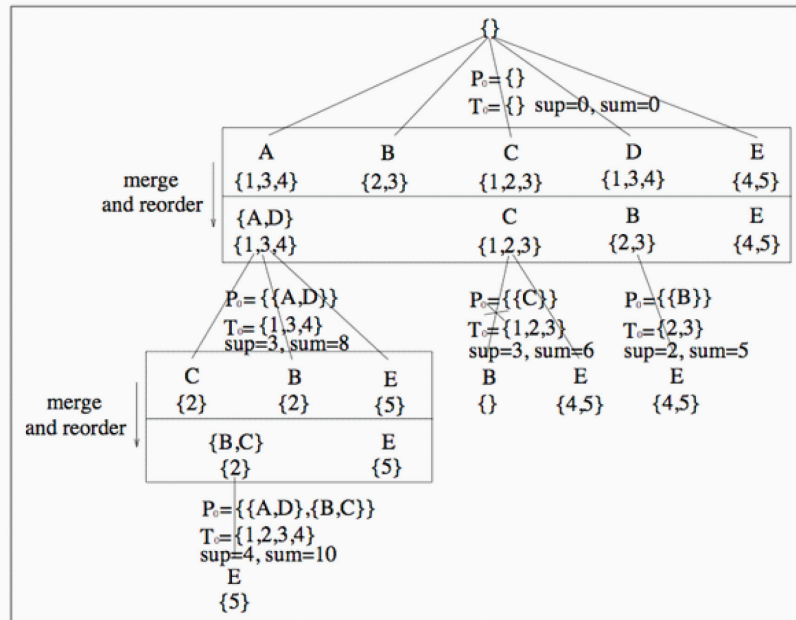 {}
P₀={}
T₀={} sup=0, sum=0
A B C D E
{1,3,4} {2,3} {1,2,3} {1,3,4} {4,5}
merge
and reorder
{A,D} C B E
{1,3,4} {1,2,3} {2,3} {4,5}
P₀={{A,D}} P₀={{C}} P₀={{B}}
T₀={1,3,4} T₀={1,2,3} T₀={2,3}
sup=3, sum=8 sup=3, sum=6 sup=2, sum=5
C B E B E E
{2} {2} {5} {} {4,5} {4,5}
merge
and reorder
{B,C} E
{2} {5}
P₀={{A,D},{B,C}}
T₀={1,2,3,4}
sup=4, sum=10
E
{5}